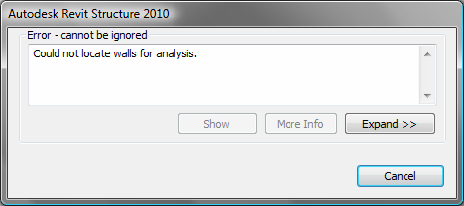 Autodesk Revit Structure 2010
Error - cannot be ignored
Could not locate walls for analysis.
Show
More Info
Expand >>
Cancel